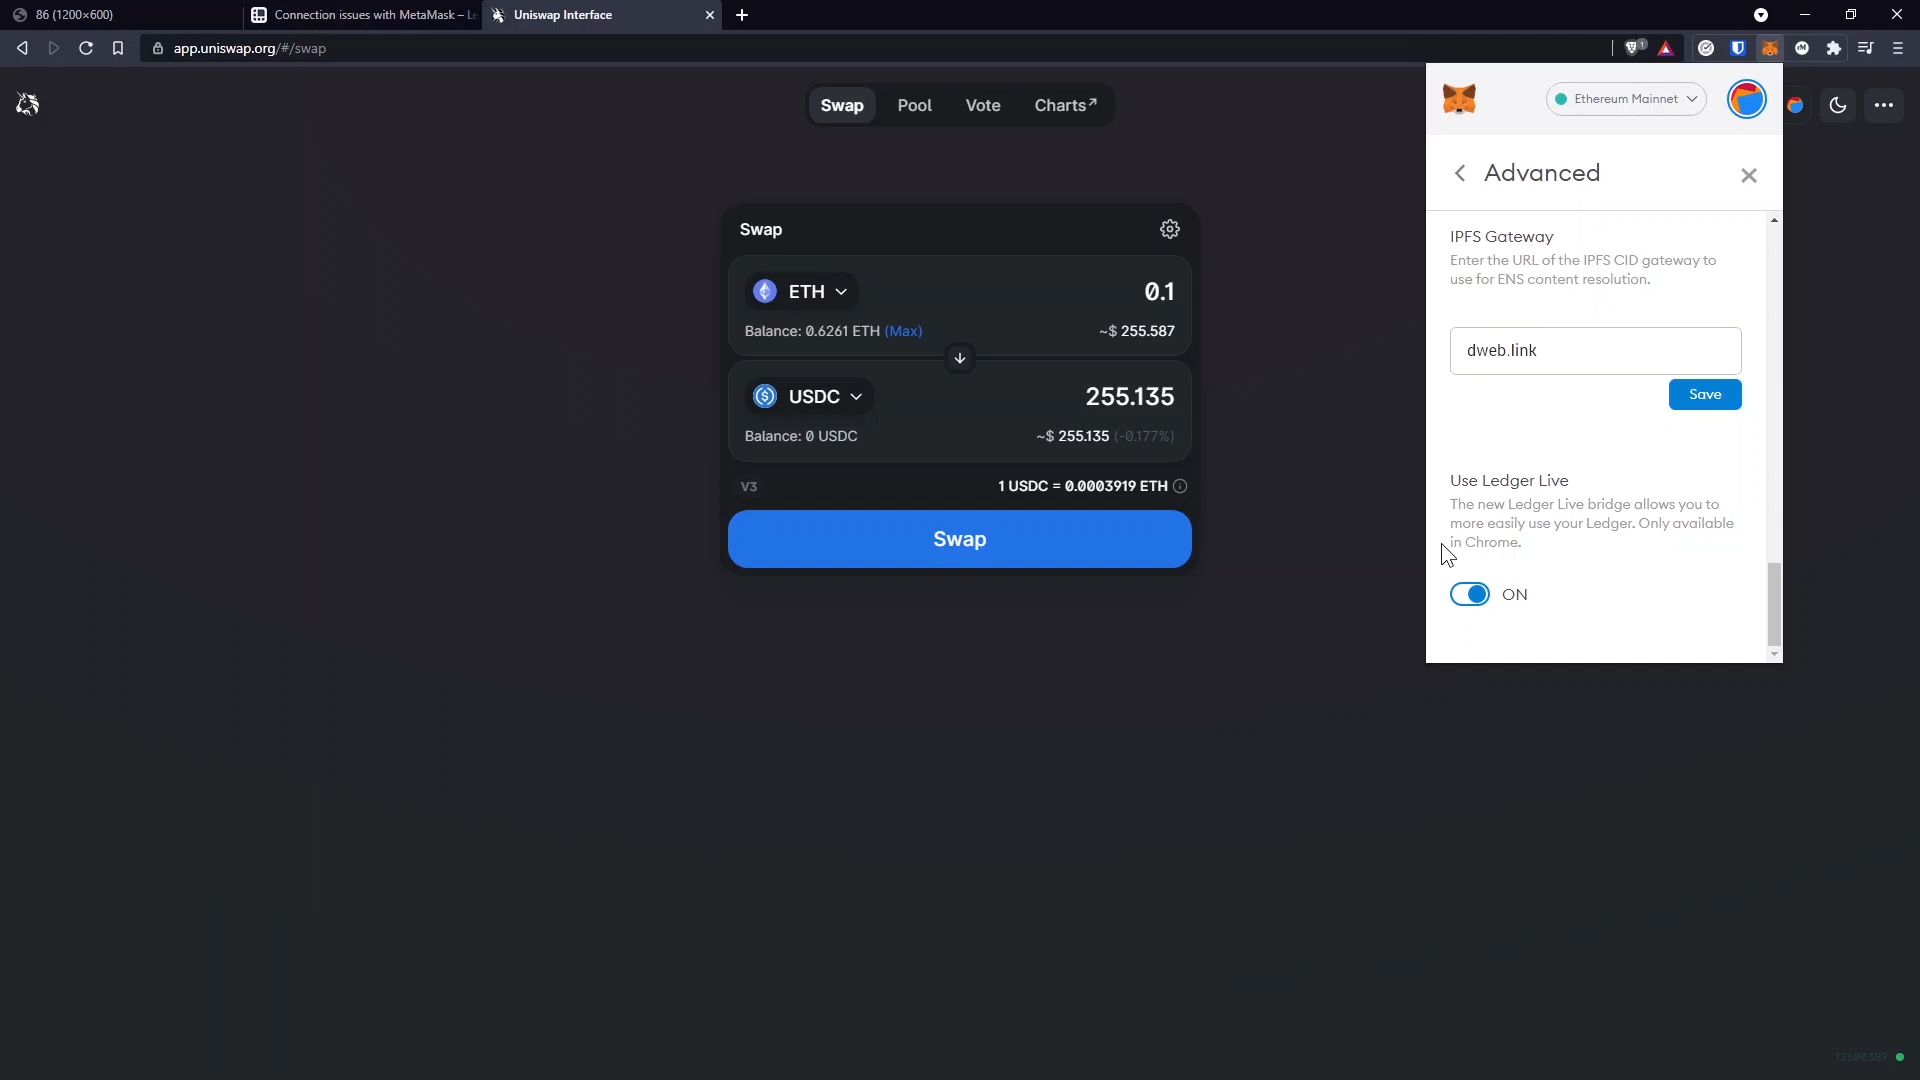 86 (1200×600)
Connection issues with MetaMask – Le
Uniswap Interface
app.uniswap.org/#/swap
1
Swap
Pool
Vote
Charts↗
Ethereum Mainnet
Advanced
Swap
ETH
0.1
Balance: 0.6261 ETH (Max)
~$ 255.587
USDC
255.135
Balance: 0 USDC
~$ 255.135 (-0.177%)
V3
1 USDC = 0.0003919 ETH
Swap
IPFS Gateway
Enter the URL of the IPFS CID gateway to
use for ENS content resolution.
dweb.link
Save
Use Ledger Live
The new Ledger Live bridge allows you to
more easily use your Ledger. Only available
in Chrome.
ON
12600389